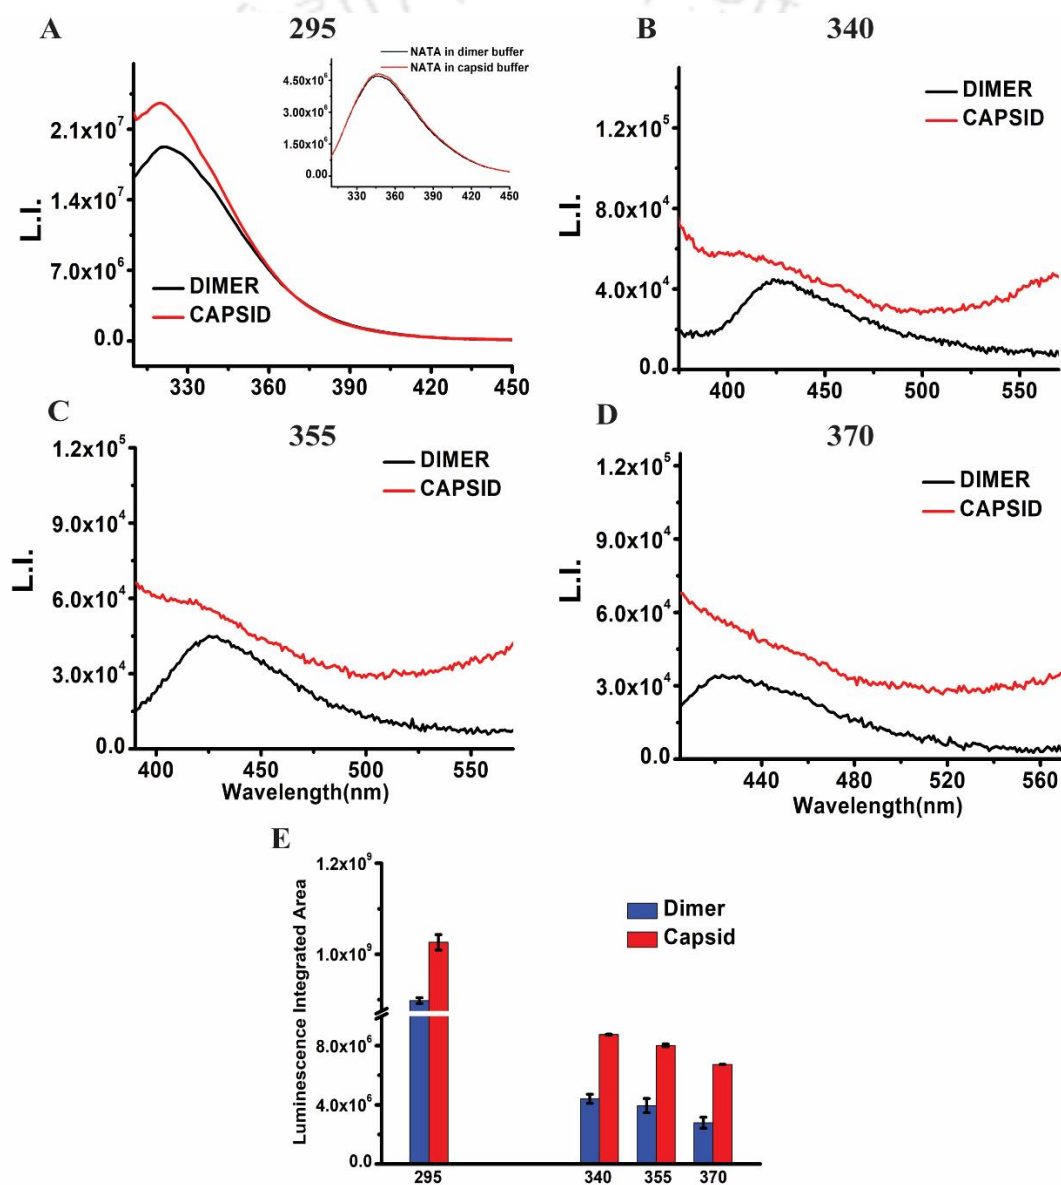 A
295
NATA in dimer buffer
NATA in capsid buffer
4.50x10⁶
3.00x10⁶
1.50x10⁶
0.00
330 360 390 420 450
2.1x10⁷
1.4x10⁷
7.0x10⁶
0.0
L.I.
DIMER
CAPSID
330 360 390 420 450
B
340
DIMER
CAPSID
1.2x10⁵
8.0x10⁴
4.0x10⁴
0.0
L.I.
400 450 500 550
C
355
DIMER
CAPSID
1.2x10⁵
9.0x10⁴
6.0x10⁴
3.0x10⁴
0.0
L.I.
400 450 500 550
Wavelength(nm)
D
370
DIMER
CAPSID
1.2x10⁵
9.0x10⁴
6.0x10⁴
3.0x10⁴
0.0
L.I.
440 480 520 560
Wavelength(nm)
E
1.2x10⁹
1.0x10⁹
8.0x10⁶
4.0x10⁶
0.0
Luminescence Integrated Area
Dimer
Capsid
295 340 355 370